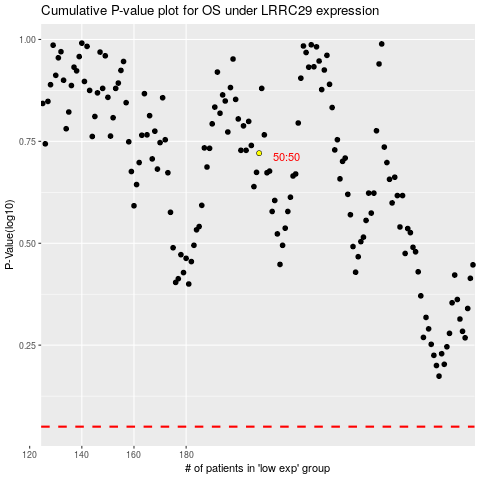 Cumulative P-value plot for OS under LRRC29 expression
P-Value(log10)
1.00
0.75
0.50
0.25
50:50
120 140 160 180
# of patients in 'low exp' group